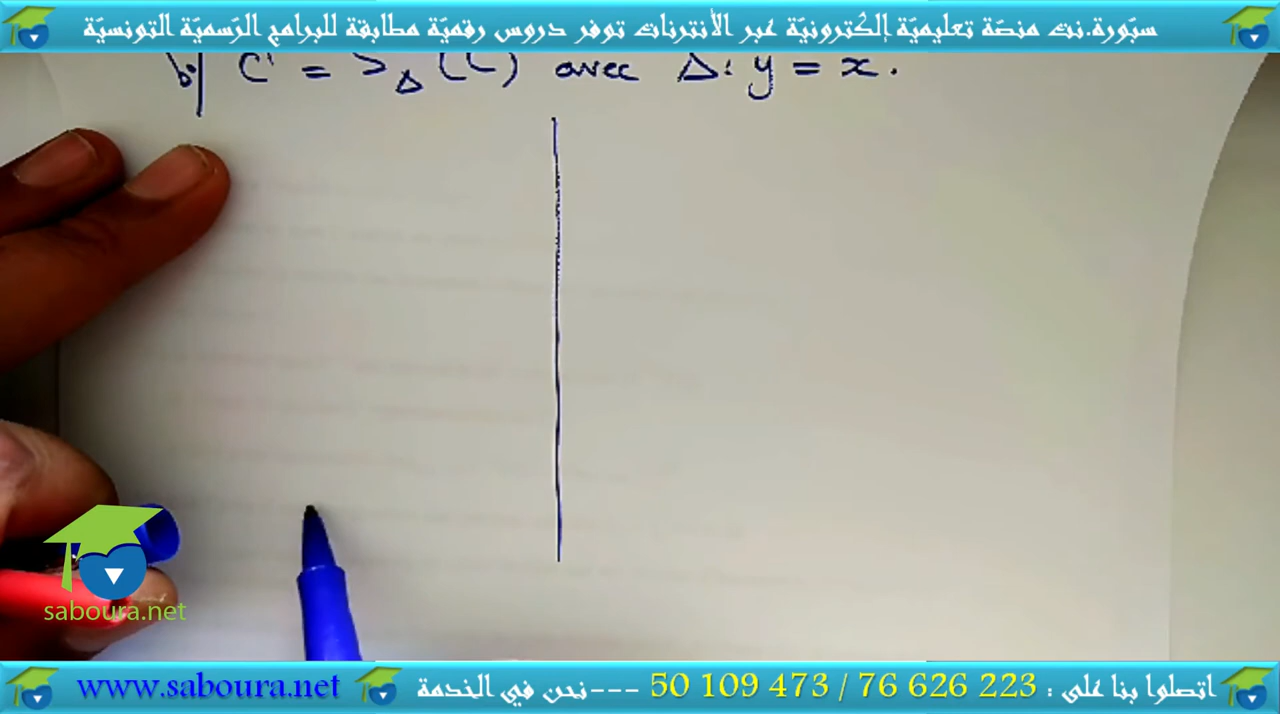 سبّورة.نت منصّة تعليميّة إلكترونيّة عبر الأنترنات توفر دروس رقميّة مطابقة للبرامج الرّسميّة التونسيّة
b) C' = S_Δ (C) avec Δ: y = x.
saboura.net
www.saboura.net اتصلوا بنا على : 50 109 473 / 76 626 223 ---نحن في الخدمة